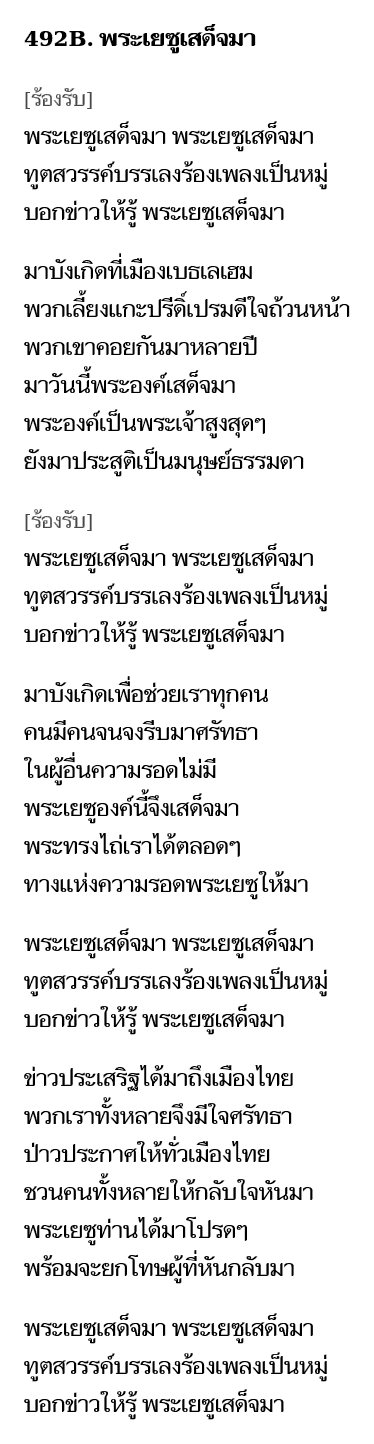 492B. พระเยซูเสด็จมา
[ร้องรับ]
พระเยซูเสด็จมา พระเยซูเสด็จมา
ทูตสวรรค์บรรเลงร้องเพลงเป็นหมู่
บอกข่าวให้รู้ พระเยซูเสด็จมา
มาบังเกิดที่เมืองเบธเลเฮม
พวกเลี้ยงแกะปรีดิ์เปรมดีใจถ้วนหน้า
พวกเขาคอยกันมาหลายปี
มาวันนี้พระองค์เสด็จมา
พระองค์เป็นพระเจ้าสูงสุดๆ
ยังมาประสูติเป็นมนุษย์ธรรมดา
[ร้องรับ]
พระเยซูเสด็จมา พระเยซูเสด็จมา
ทูตสวรรค์บรรเลงร้องเพลงเป็นหมู่
บอกข่าวให้รู้ พระเยซูเสด็จมา
มาบังเกิดเพื่อช่วยเราทุกคน
คนมีคนจนจงรีบมาศรัทธา
ในผู้อื่นความรอดไม่มี
พระเยซูองค์นี้จึงเสด็จมา
พระทรงไถ่เราได้ตลอดๆ
ทางแห่งความรอดพระเยซูให้มา
พระเยซูเสด็จมา พระเยซูเสด็จมา
ทูตสวรรค์บรรเลงร้องเพลงเป็นหมู่
บอกข่าวให้รู้ พระเยซูเสด็จมา
ข่าวประเสริฐได้มาถึงเมืองไทย
พวกเราทั้งหลายจึงมีใจศรัทธา
ป่าวประกาศให้ทั่วเมืองไทย
ชวนคนทั้งหลายให้กลับใจหันมา
พระเยซูท่านได้มาโปรดๆ
พร้อมจะยกโทษผู้ที่หันกลับมา
พระเยซูเสด็จมา พระเยซูเสด็จมา
ทูตสวรรค์บรรเลงร้องเพลงเป็นหมู่
บอกข่าวให้รู้ พระเยซูเสด็จมา